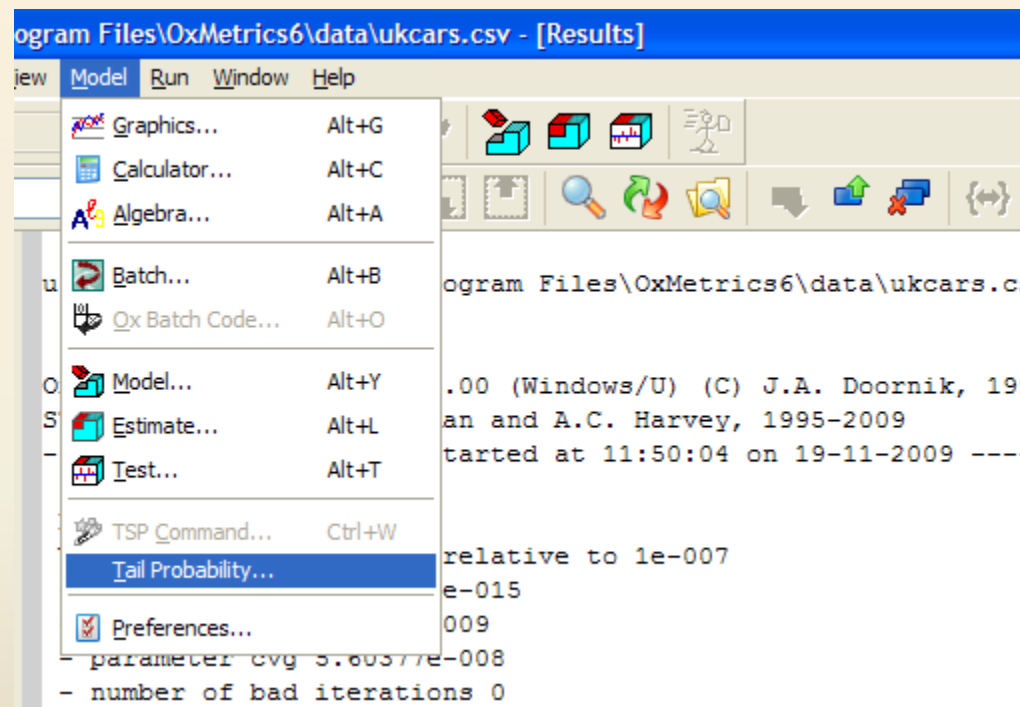 ogram Files\OxMetrics6\data\ukcars.csv - [Results]
iew Model Run Window Help
Graphics... Alt+G
Calculator... Alt+C
Algebra... Alt+A
Batch... Alt+B
Ox Batch Code... Alt+O
Model... Alt+Y
Estimate... Alt+L
Test... Alt+T
TSP Command... Ctrl+W
Tail Probability...
Preferences...
ogram Files\OxMetrics6\data\ukcars.c
.00 (Windows/U) (C) J.A. Doornik, 19
an and A.C. Harvey, 1995-2009
tarted at 11:50:04 on 19-11-2009 ---
relative to 1e-007
e-015
009
- parameter cvg 5.60377e-008
- number of bad iterations 0